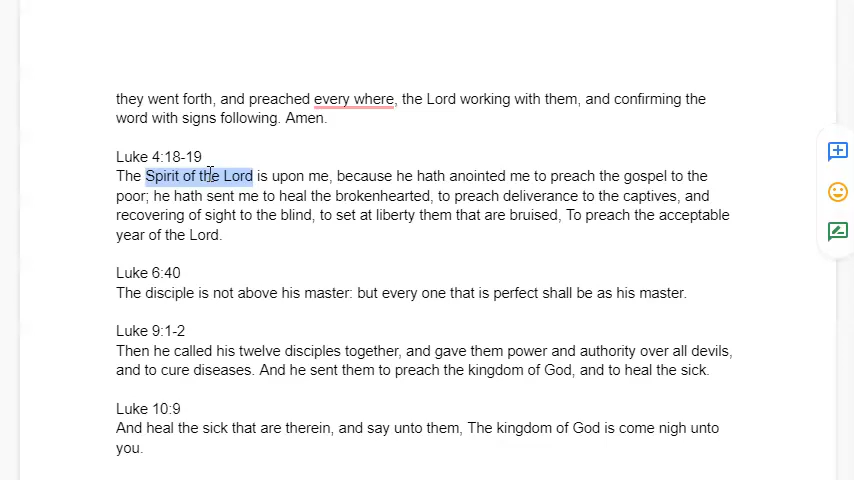 they went forth, and preached every where, the Lord working with them, and confirming the
word with signs following. Amen.
Luke 4:18-19
The Spirit of the Lord is upon me, because he hath anointed me to preach the gospel to the
poor; he hath sent me to heal the brokenhearted, to preach deliverance to the captives, and
recovering of sight to the blind, to set at liberty them that are bruised, To preach the acceptable
year of the Lord.
Luke 6:40
The disciple is not above his master: but every one that is perfect shall be as his master.
Luke 9:1-2
Then he called his twelve disciples together, and gave them power and authority over all devils,
and to cure diseases. And he sent them to preach the kingdom of God, and to heal the sick.
Luke 10:9
And heal the sick that are therein, and say unto them, The kingdom of God is come nigh unto
you.